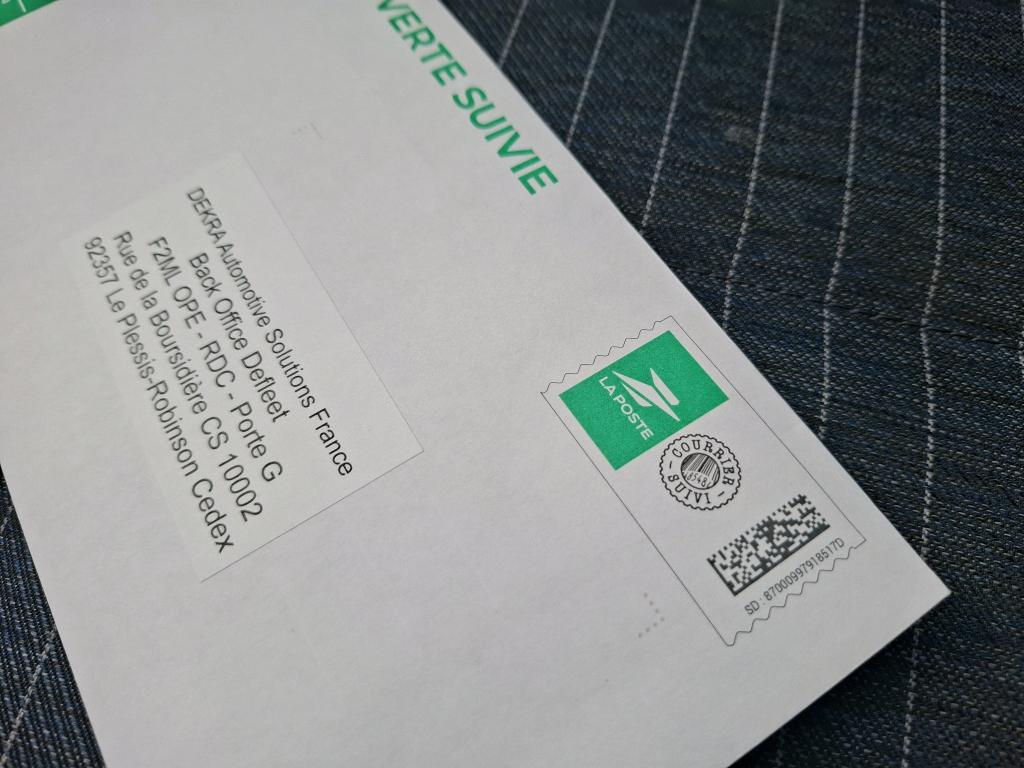 VERTE SUIVIE
LA POSTE
COURRIER
SUIVI
SD : 87000997918517D
DEKRA Automotive Solutions France
Back Office Defleet
F2ML OPE - RDC - Porte G
Rue de la Boursidière CS 10002
92357 Le Plessis-Robinson Cedex